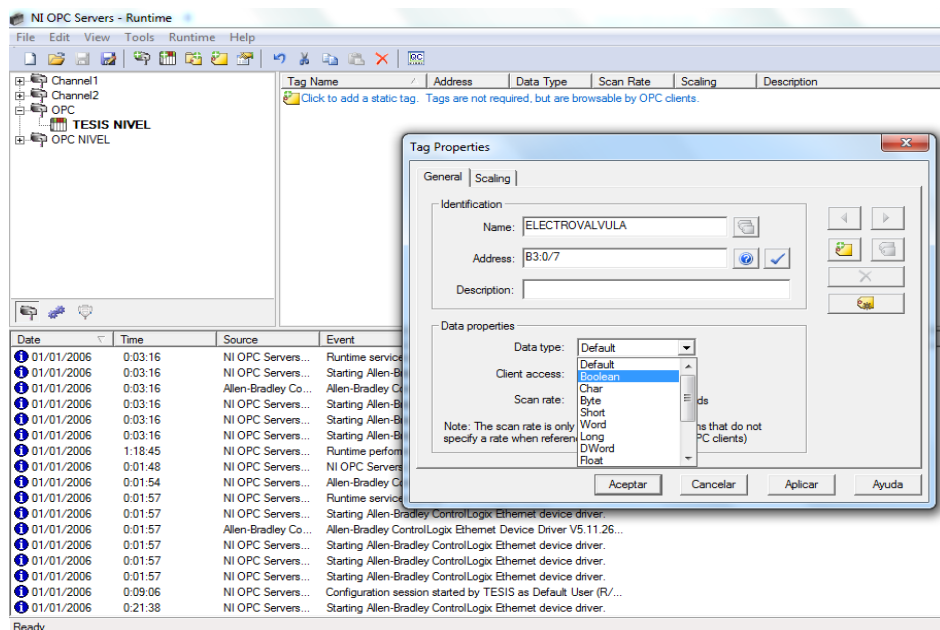 NI OPC Servers - Runtime
File Edit View Tools Runtime Help
Channel1
Channel2
OPC
TESIS NIVEL
OPC NIVEL
Tag Name Address Data Type Scan Rate Scaling Description
Click to add a static tag. Tags are not required, but are browsable by OPC clients.
Tag Properties
General Scaling
Identification
Name: ELECTROVALVULA
Address: B3:0/7
Description:
Data properties
Data type: Default
Client access:
Scan rate:
Default
Boolean
Char
Byte
Short
Word
Long
DWord
Float
Note: The scan rate is only ns that do not
specify a rate when referen PC clients)
Aceptar Cancelar Aplicar Ayuda
Date Time Source Event
01/01/2006 0:03:16 NI OPC Servers... Runtime service
01/01/2006 0:03:16 NI OPC Servers... Starting Allen-B
01/01/2006 0:03:16 Allen-Bradley Co... Allen-Bradley Co
01/01/2006 0:03:16 NI OPC Servers... Starting Allen-B
01/01/2006 0:03:16 NI OPC Servers... Starting Allen-B
01/01/2006 0:03:16 NI OPC Servers... Starting Allen-B
01/01/2006 1:18:45 NI OPC Servers... Runtime perfom
01/01/2006 0:01:48 NI OPC Servers... NI OPC Servers
01/01/2006 0:01:54 NI OPC Servers... Allen-Bradley Co
01/01/2006 0:01:57 NI OPC Servers... Runtime service
01/01/2006 0:01:57 NI OPC Servers... Starting Allen-Bradley ControlLogix Ethernet device driver.
01/01/2006 0:01:57 Allen-Bradley Co... Allen-Bradley ControlLogix Ethernet Device Driver V5.11.26...
01/01/2006 0:01:57 NI OPC Servers... Starting Allen-Bradley ControlLogix Ethernet device driver.
01/01/2006 0:01:57 NI OPC Servers... Starting Allen-Bradley ControlLogix Ethernet device driver.
01/01/2006 0:01:57 NI OPC Servers... Starting Allen-Bradley ControlLogix Ethernet device driver.
01/01/2006 0:09:06 NI OPC Servers... Configuration session started by TESIS as Default User (R/...
01/01/2006 0:21:38 NI OPC Servers... Starting Allen-Bradley ControlLogix Ethernet device driver.
Ready